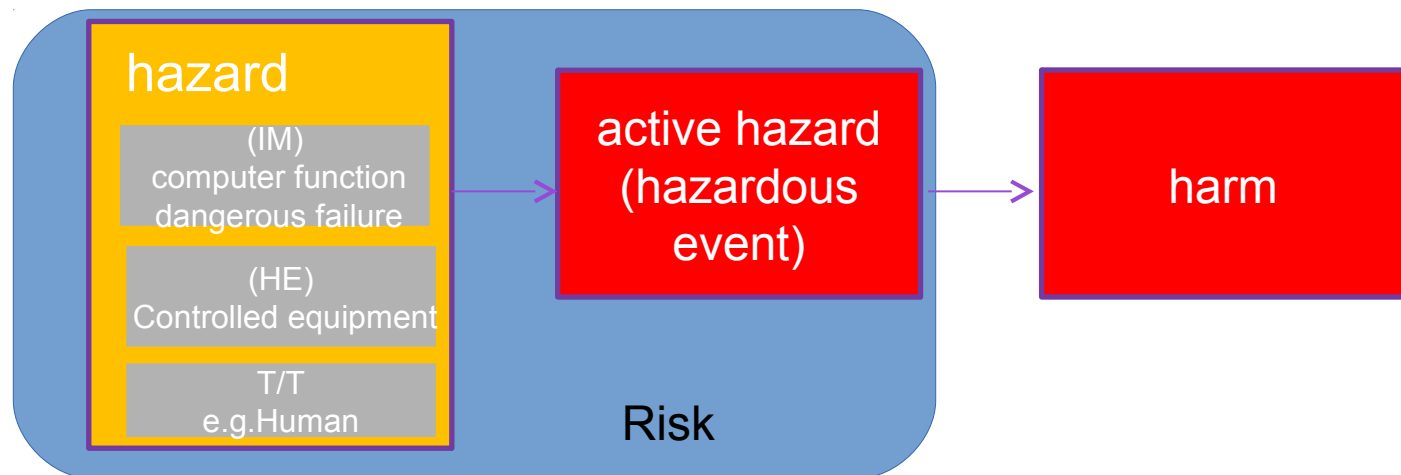 hazard
(IM)
computer function
dangerous failure
(HE)
Controlled equipment
T/T
e.g.Human
active hazard
(hazardous
event)
harm
Risk